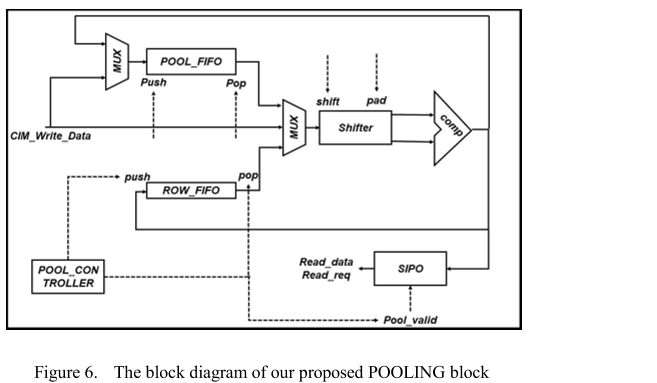 MUX
POOL_FIFO
Push
Pop
CIM_Write_Data
MUX
shift
pad
Shifter
comp
push
pop
ROW_FIFO
POOL_CON
TROLLER
Read_data
Read_req
SIPO
Pool_valid
Figure 6. The block diagram of our proposed POOLING block